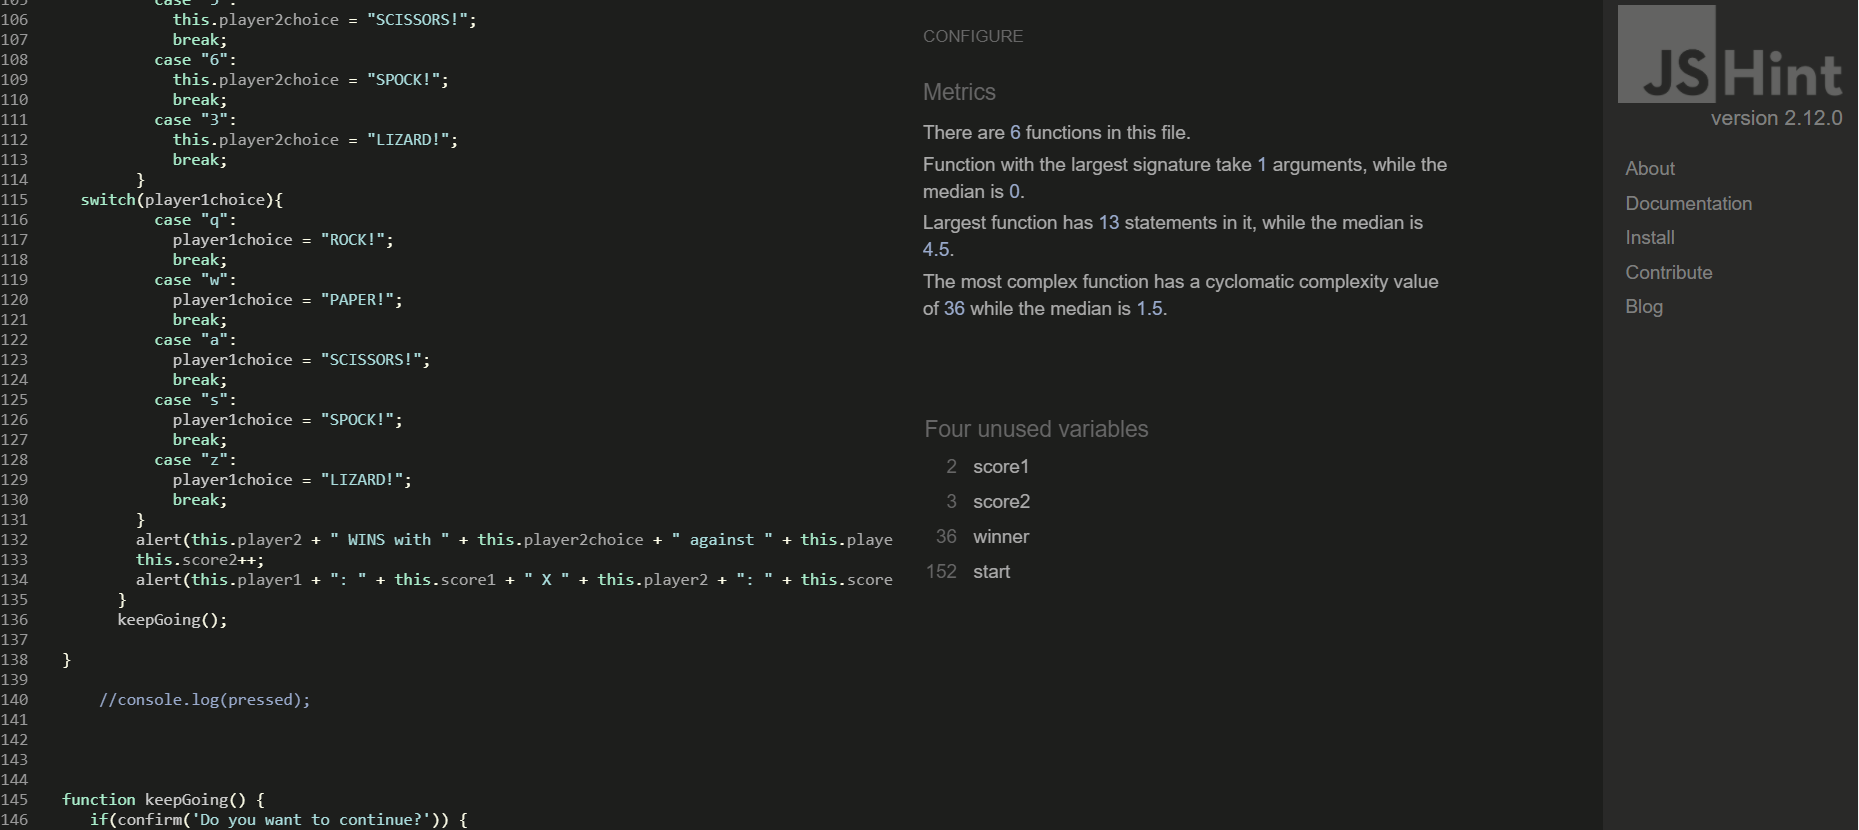 105 case "5":
106 this.player2choice = "SCISSORS!";
107 break;
108 case "6":
109 this.player2choice = "SPOCK!";
110 break;
111 case "3":
112 this.player2choice = "LIZARD!";
113 break;
114 }
115 switch(player1choice){
116 case "q":
117 player1choice = "ROCK!";
118 break;
119 case "w":
120 player1choice = "PAPER!";
121 break;
122 case "a":
123 player1choice = "SCISSORS!";
124 break;
125 case "s":
126 player1choice = "SPOCK!";
127 break;
128 case "z":
129 player1choice = "LIZARD!";
130 break;
131 }
132 alert(this.player2 + " WINS with " + this.player2choice + " against " + this.playe
133 this.score2++;
134 alert(this.player1 + ": " + this.score1 + " X " + this.player2 + ": " + this.score
135 }
136 keepGoing();
137
138 }
139
140 //console.log(pressed);
141
142
143
144
145 function keepGoing() {
146 if(confirm('Do you want to continue?')) {
CONFIGURE
Metrics
There are 6 functions in this file.
Function with the largest signature take 1 arguments, while the
median is 0.
Largest function has 13 statements in it, while the median is
4.5.
The most complex function has a cyclomatic complexity value
of 36 while the median is 1.5.
Four unused variables
2 score1
3 score2
36 winner
152 start
JSHint
version 2.12.0
About
Documentation
Install
Contribute
Blog